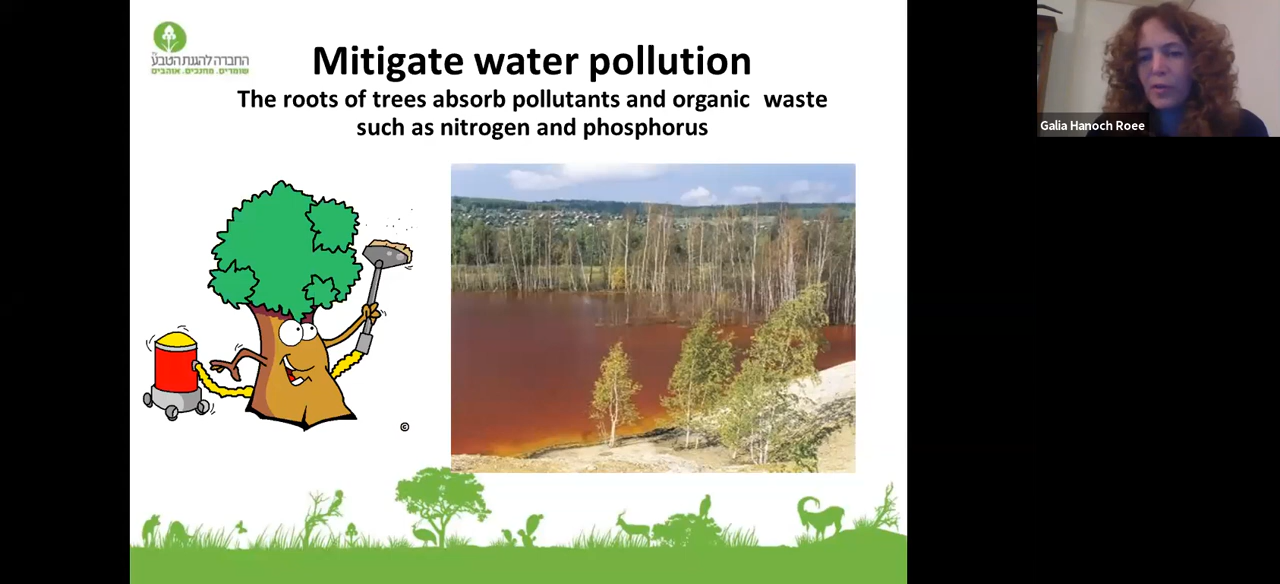 החברה להגנת הטבע
שומרים. מחנכים. אוהבים.
Mitigate water pollution
The roots of trees absorb pollutants and organic waste
such as nitrogen and phosphorus
Galia Hanoch Roee
©